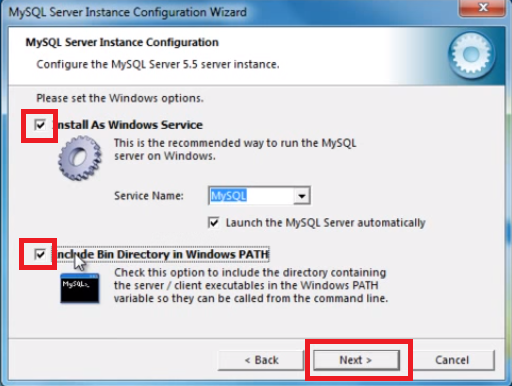 MySQL Server Instance Configuration Wizard
MySQL Server Instance Configuration
Configure the MySQL Server 5.5 server instance.
Please set the Windows options.
Install As Windows Service
This is the recommended way to run the MySQL
server on Windows.
Service Name: MySQL
Launch the MySQL Server automatically
Include Bin Directory in Windows PATH
Check this option to include the directory containing
the server / client executables in the Windows PATH
variable so they can be called from the command line.
MySQL:_
< Back Next > Cancel